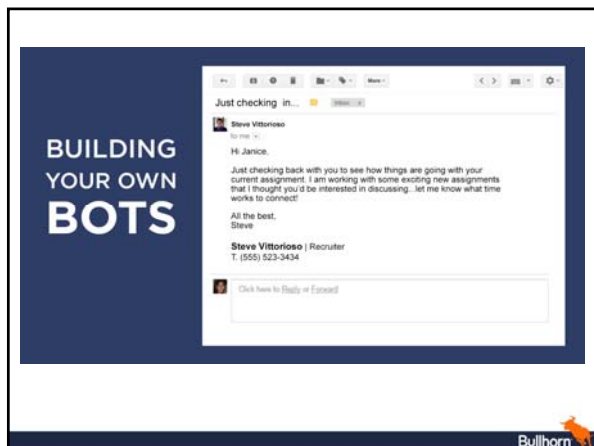 BUILDING
YOUR OWN
BOTS
More
Just checking in...
Inbox x
Steve Vittorioso
to me
Hi Janice,
Just checking back with you to see how things are going with your
current assignment. I am working with some exciting new assignments
that I thought you'd be interested in discussing...let me know what time
works to connect!
All the best,
Steve
Steve Vittorioso | Recruiter
T. (555) 523-3434
Click here to Reply or Forward
Bullhorn